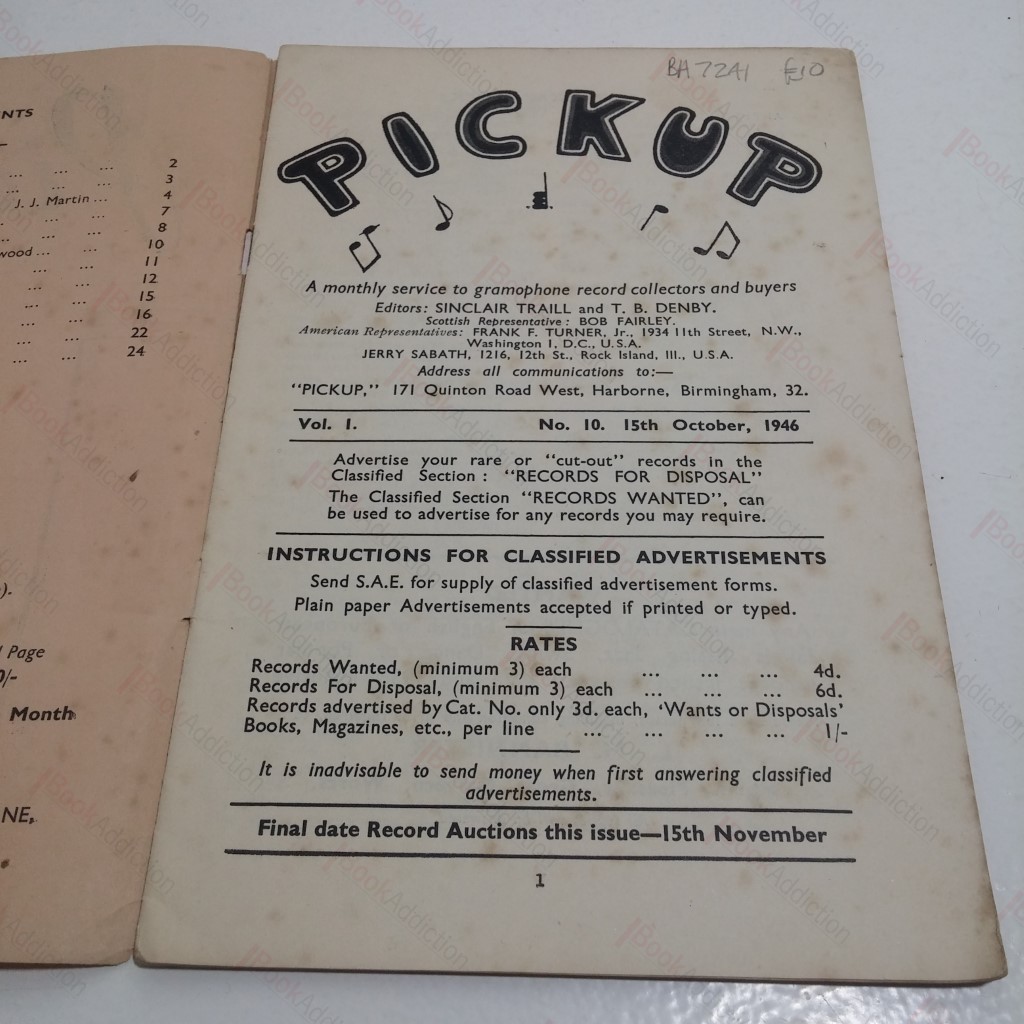 NTS
... ... ... 2
... ... ... 3
J. J. Martin ... 4
... ... 7
... ... ... 8
wood ... ... 10
... ... 11
... ... 12
... ... 15
... ... 16
... ... 22
... ... 24
).
Page
/-
Month
NE,
BH7241 £10
PICKUP
A monthly service to gramophone record collectors and buyers
Editors: SINCLAIR TRAILL and T. B. DENBY.
Scottish Representative: BOB FAIRLEY.
American Representatives: FRANK F. TURNER, Jr., 1934 11th Street, N.W.,
Washington 1, D.C., U.S.A.
JERRY SABATH, 1216, 12th St., Rock Island, Ill., U.S.A.
Address all communications to:—
"PICKUP," 171 Quinton Road West, Harborne, Birmingham, 32.
Vol. 1. No. 10. 15th October, 1946
Advertise your rare or "cut-out" records in the
Classified Section: "RECORDS FOR DISPOSAL"
The Classified Section "RECORDS WANTED", can
be used to advertise for any records you may require.
INSTRUCTIONS FOR CLASSIFIED ADVERTISEMENTS
Send S.A.E. for supply of classified advertisement forms.
Plain paper Advertisements accepted if printed or typed.
RATES
Records Wanted, (minimum 3) each ... ... ... 4d.
Records For Disposal, (minimum 3) each ... ... ... 6d.
Records advertised by Cat. No. only 3d. each, 'Wants or Disposals'
Books, Magazines, etc., per line ... ... ... ... 1/-
It is inadvisable to send money when first answering classified
advertisements.
Final date Record Auctions this issue—15th November
1
BookAddiction